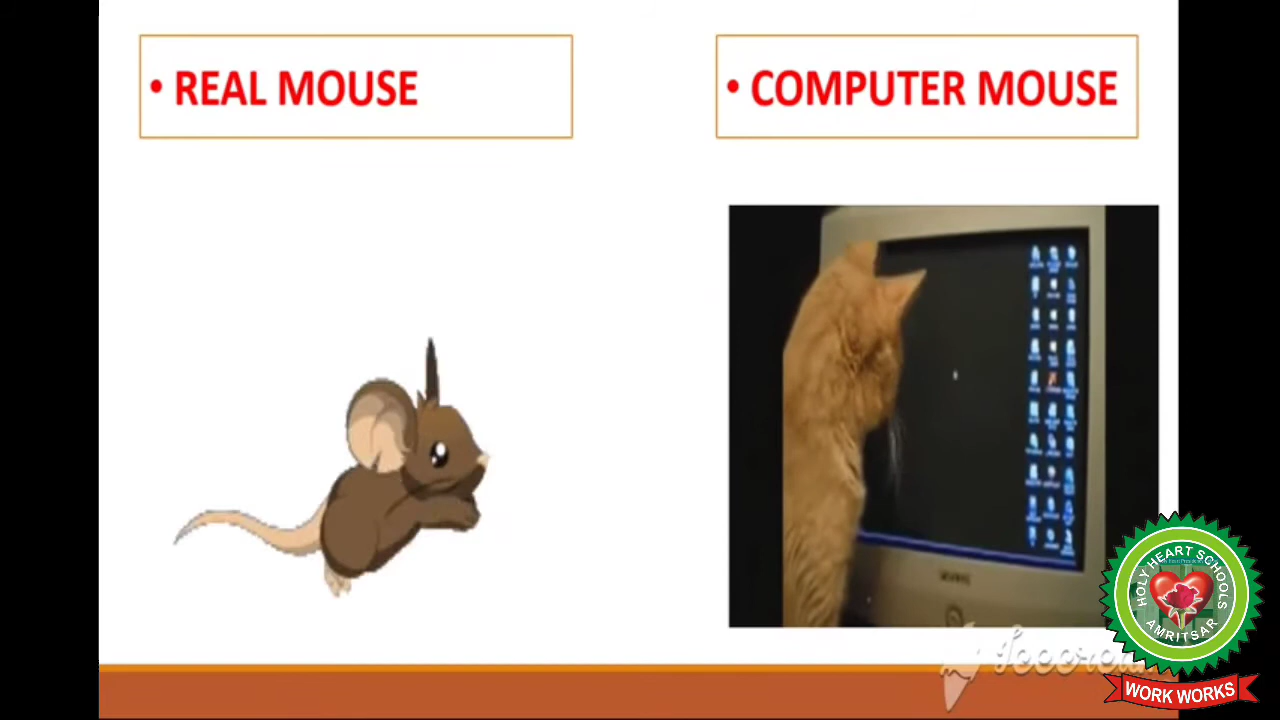 • REAL MOUSE
• COMPUTER MOUSE
HOLY HEART SCHOOLS
AMRITSAR
WORK WORKS